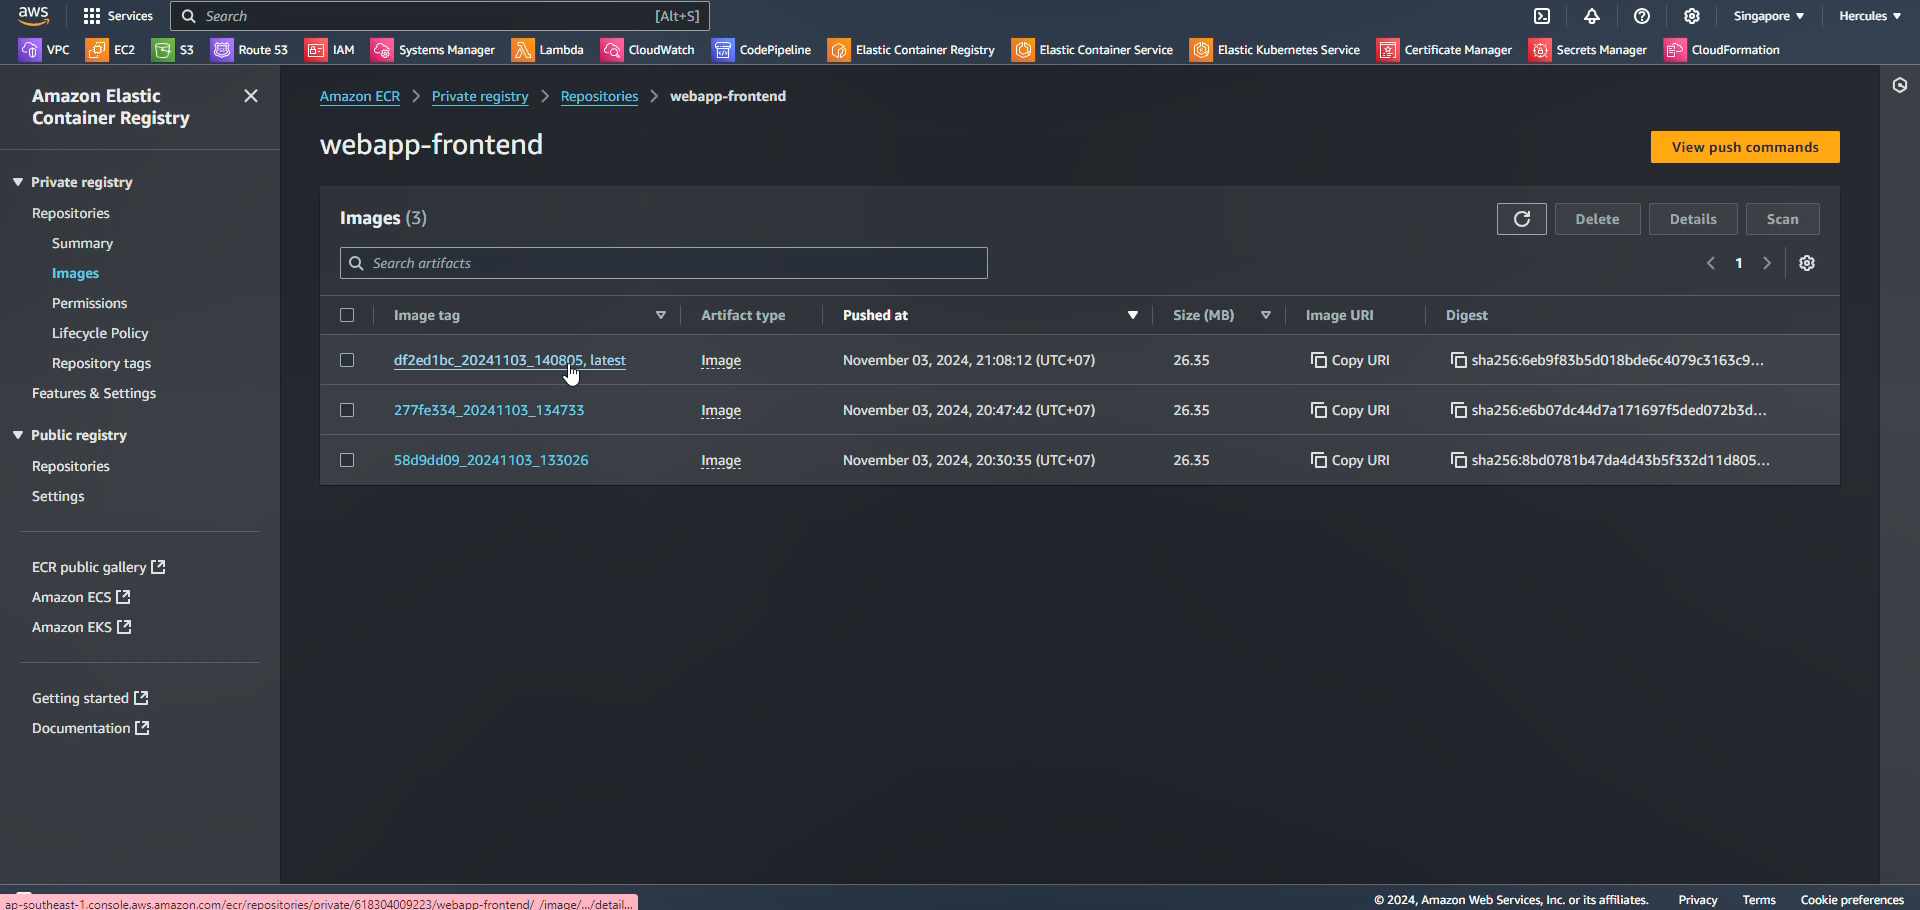 aws Services Search [Alt+S] Singapore Hercules
VPC EC2 S3 Route 53 IAM Systems Manager Lambda CloudWatch CodePipeline Elastic Container Registry Elastic Container Service Elastic Kubernetes Service Certificate Manager Secrets Manager CloudFormation
Amazon Elastic
Container Registry
Private registry
Repositories
Summary
Images
Permissions
Lifecycle Policy
Repository tags
Features & Settings
Public registry
Repositories
Settings
ECR public gallery
Amazon ECS
Amazon EKS
Getting started
Documentation
Amazon ECR > Private registry > Repositories > webapp-frontend
webapp-frontend
View push commands
Images (3)
Delete Details Scan
Search artifacts
1
Image tag Artifact type Pushed at Size (MB) Image URI Digest
df2ed1bc_20241103_140805, latest Image November 03, 2024, 21:08:12 (UTC+07) 26.35 Copy URI sha256:6eb9f83b5d018bde6c4079c3163c9...
277fe334_20241103_134733 Image November 03, 2024, 20:47:42 (UTC+07) 26.35 Copy URI sha256:e6b07dc44d7a171697f5ded072b3d...
58d9dd09_20241103_133026 Image November 03, 2024, 20:30:35 (UTC+07) 26.35 Copy URI sha256:8bd0781b47da4d43b5f332d11d805...
ap-southeast-1.console.aws.amazon.com/ecr/repositories/private/618304009223/webapp-frontend/_/image/.../detail...
© 2024, Amazon Web Services, Inc. or its affiliates. Privacy Terms Cookie preferences